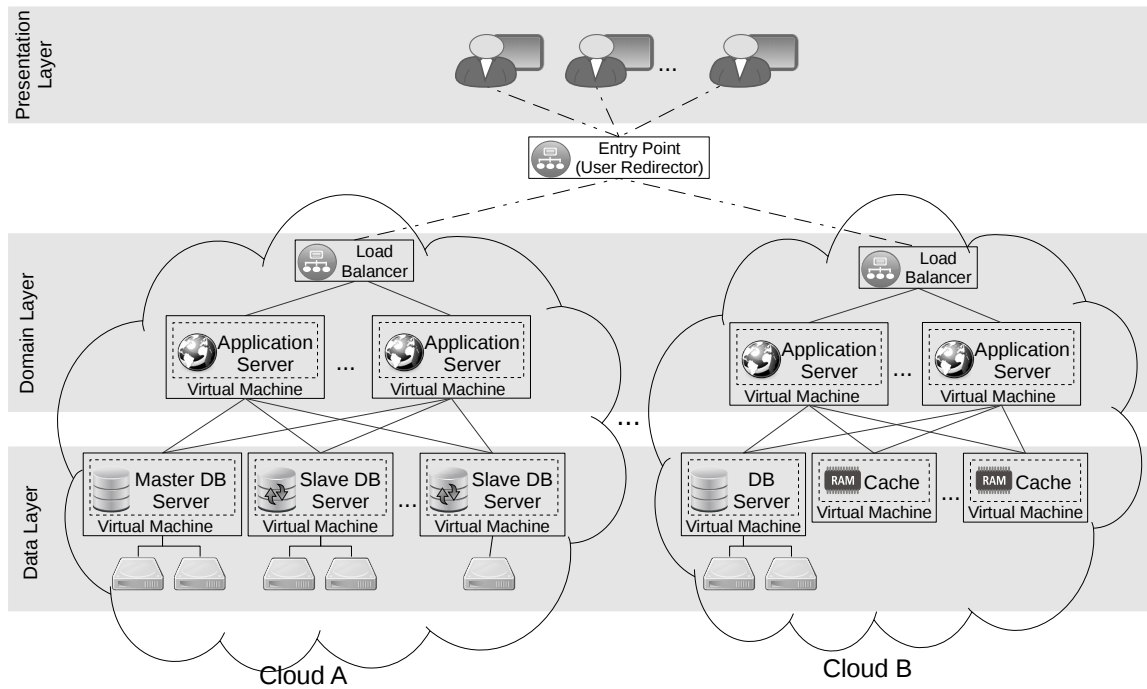 Presentation
Layer
...
Entry Point
(User Redirector)
Domain Layer
Load
Balancer
Load
Balancer
Application
Server
Virtual Machine
...
Application
Server
Virtual Machine
Application
Server
Virtual Machine
...
Application
Server
Virtual Machine
...
Data Layer
Master DB
Server
Virtual Machine
Slave DB
Server
Virtual Machine
...
Slave DB
Server
Virtual Machine
DB
Server
Virtual Machine
RAM Cache
Virtual Machine
...
RAM Cache
Virtual Machine
Cloud A
Cloud B